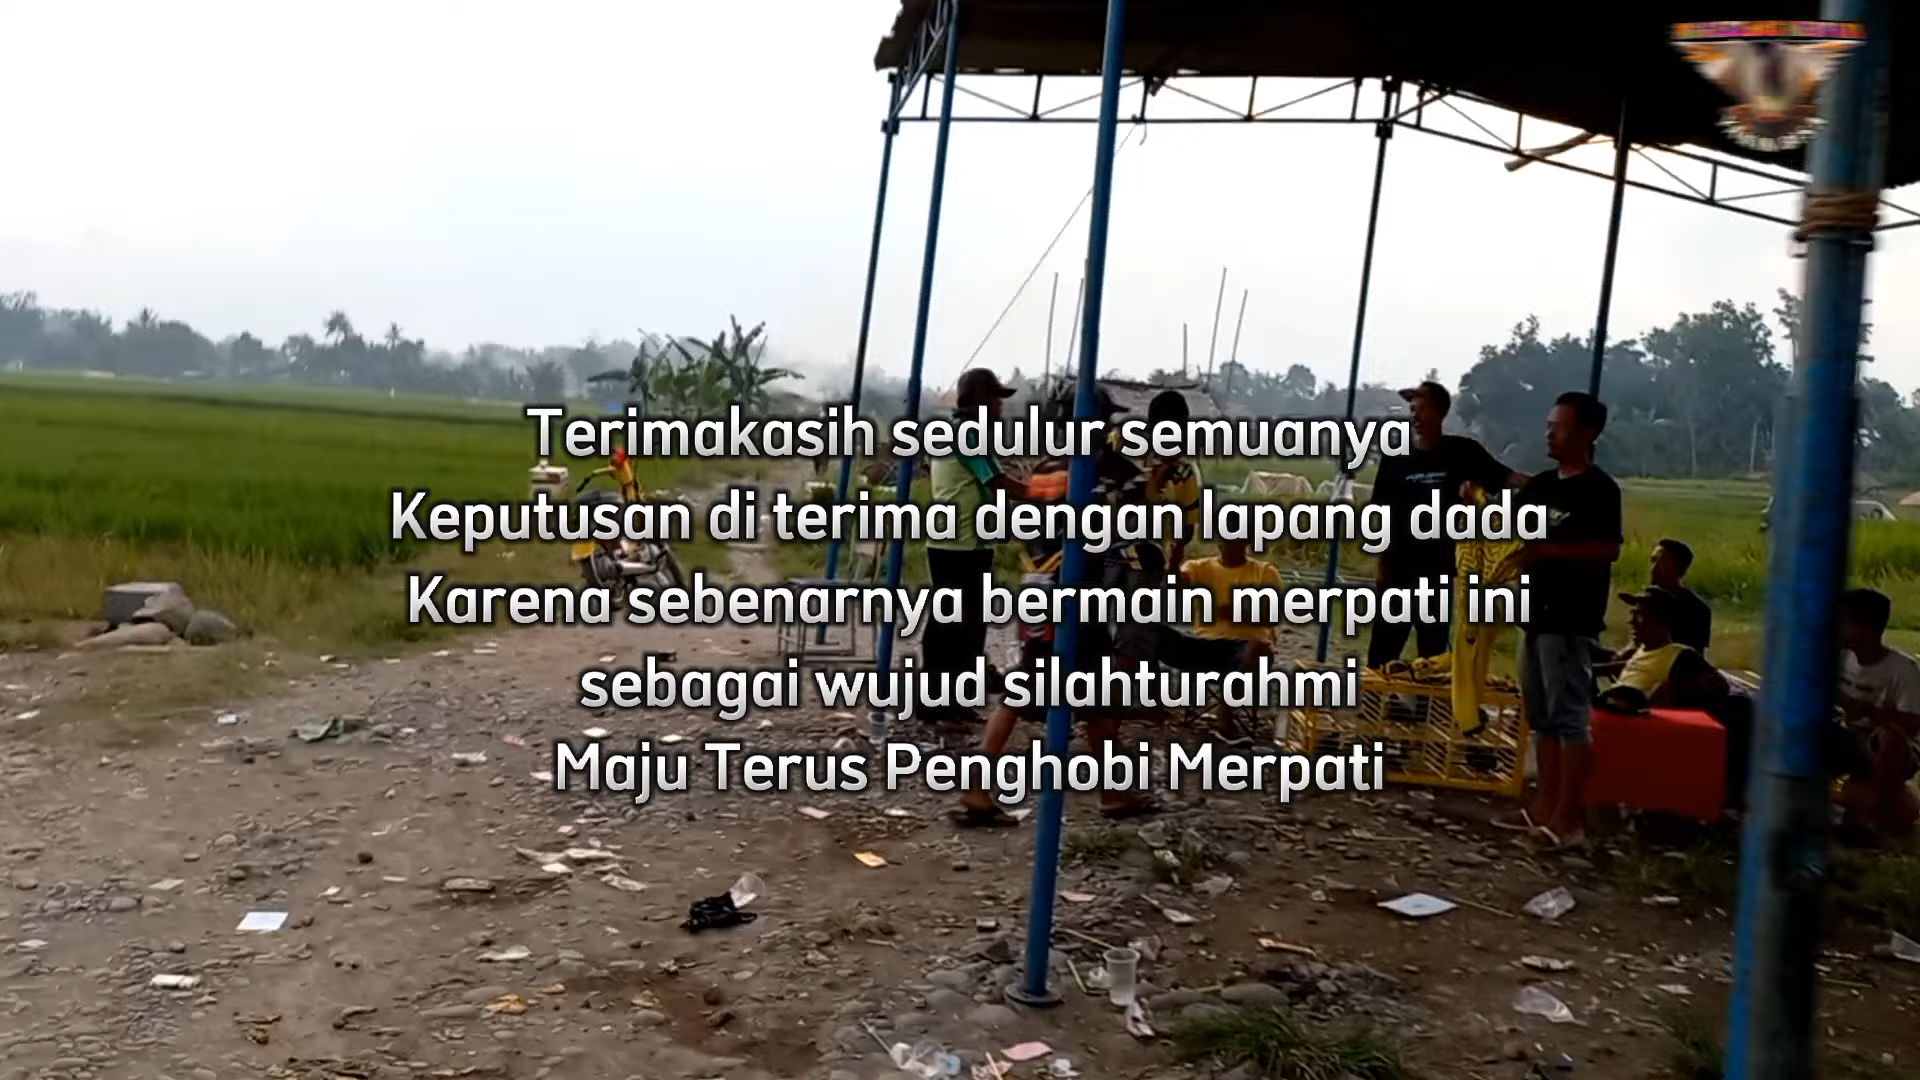 Terimakasih sedulur semuanya
Keputusan di terima dengan lapang dada
Karena sebenarnya bermain merpati ini
sebagai wujud silahturahmi
Maju Terus Penghobi Merpati